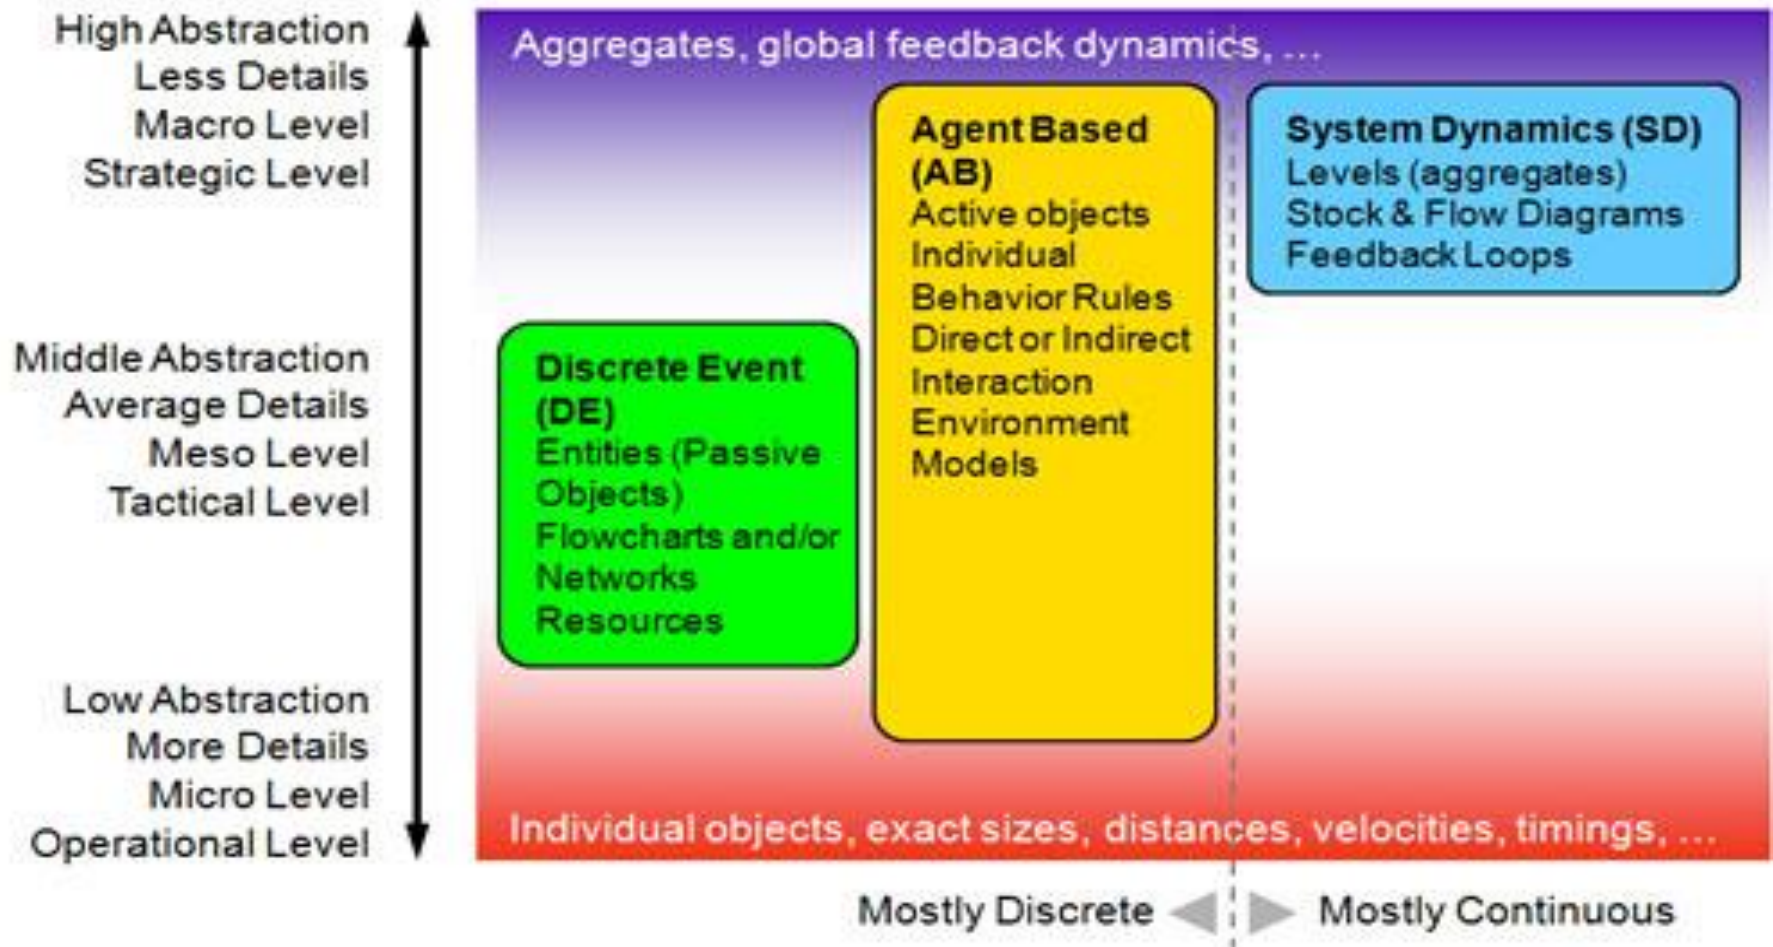 High Abstraction
Less Details
Macro Level
Strategic Level
Middle Abstraction
Average Details
Meso Level
Tactical Level
Low Abstraction
More Details
Micro Level
Operational Level
Aggregates, global feedback dynamics, ...
Discrete Event
(DE)
Entities (Passive
Objects)
Flowcharts and/or
Networks
Resources
Agent Based
(AB)
Active objects
Individual
Behavior Rules
Direct or Indirect
Interaction
Environment
Models
System Dynamics (SD)
Levels (aggregates)
Stock & Flow Diagrams
Feedback Loops
Individual objects, exact sizes, distances, velocities, timings, ...
Mostly Discrete
Mostly Continuous